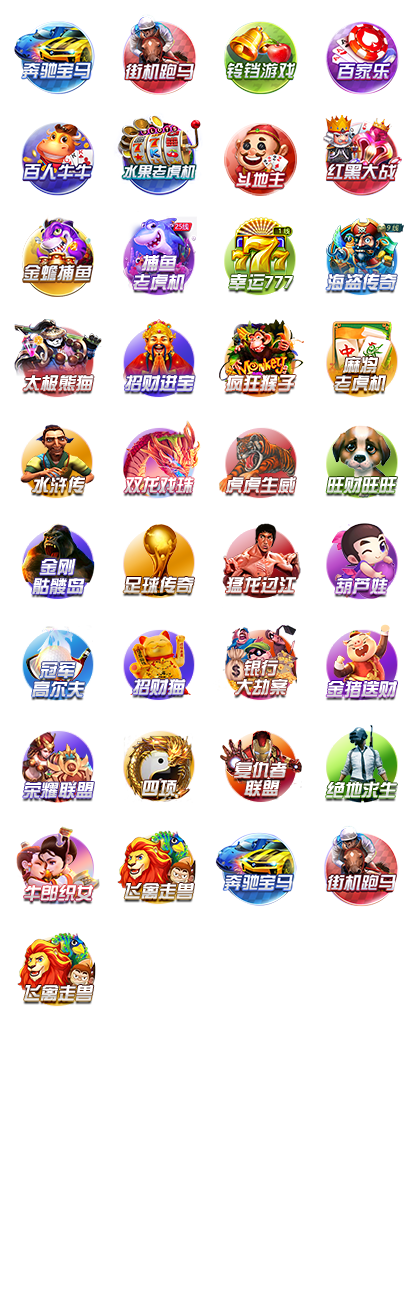 奔驰宝马
街机跑马
铃铛游戏
百家乐
百人牛牛
水果老虎机
斗地主
红黑大战
金蟾捕鱼
25线
捕鱼
老虎机
1线
777
幸运777
9线
海盗传奇
太极熊猫
招财进宝
Monkey
疯狂猴子
中
麻将
老虎机
水浒传
双龙戏珠
虎虎生威
旺财旺旺
金刚
骷髅岛
足球传奇
猛龙过江
葫芦娃
冠军
高尔夫
招财猫
$
银行
大劫案
金猪送财
荣耀联盟
四项
复仇者
联盟
绝地求生
牛郎织女
飞禽走兽
奔驰宝马
街机跑马
飞禽走兽